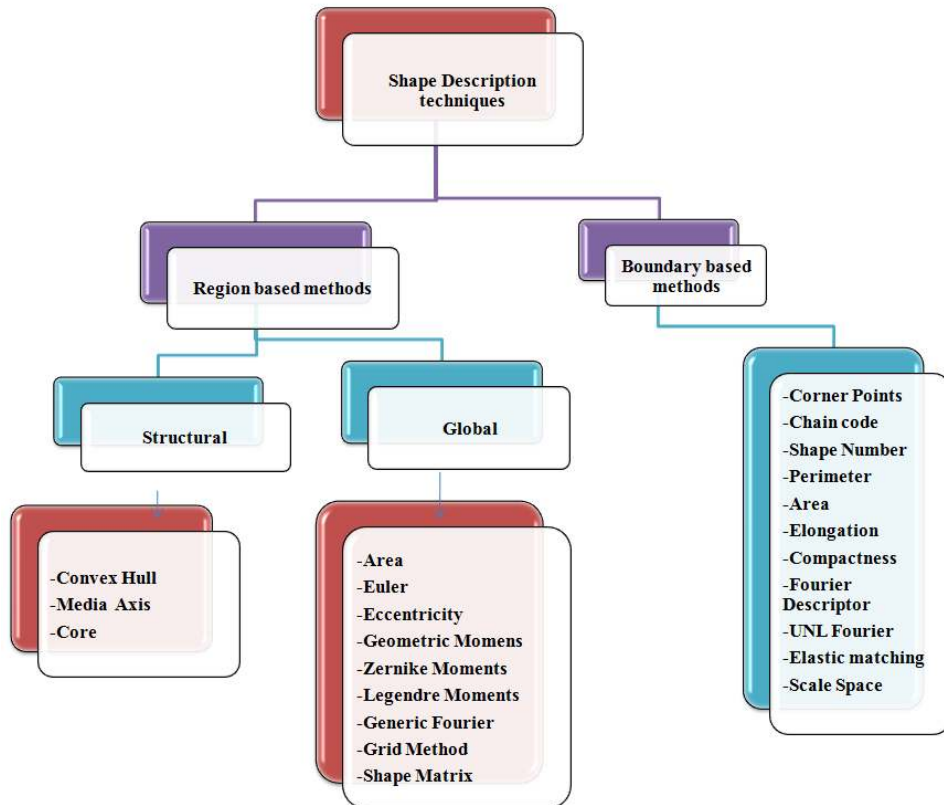 Shape Description
techniques
Region based methods
Boundary based
methods
Structural
Global
-Convex Hull
-Media Axis
-Core
-Area
-Euler
-Eccentricity
-Geometric Momens
-Zernike Moments
-Legendre Moments
-Generic Fourier
-Grid Method
-Shape Matrix
-Corner Points
-Chain code
-Shape Number
-Perimeter
-Area
-Elongation
-Compactness
-Fourier
Descriptor
-UNL Fourier
-Elastic matching
-Scale Space